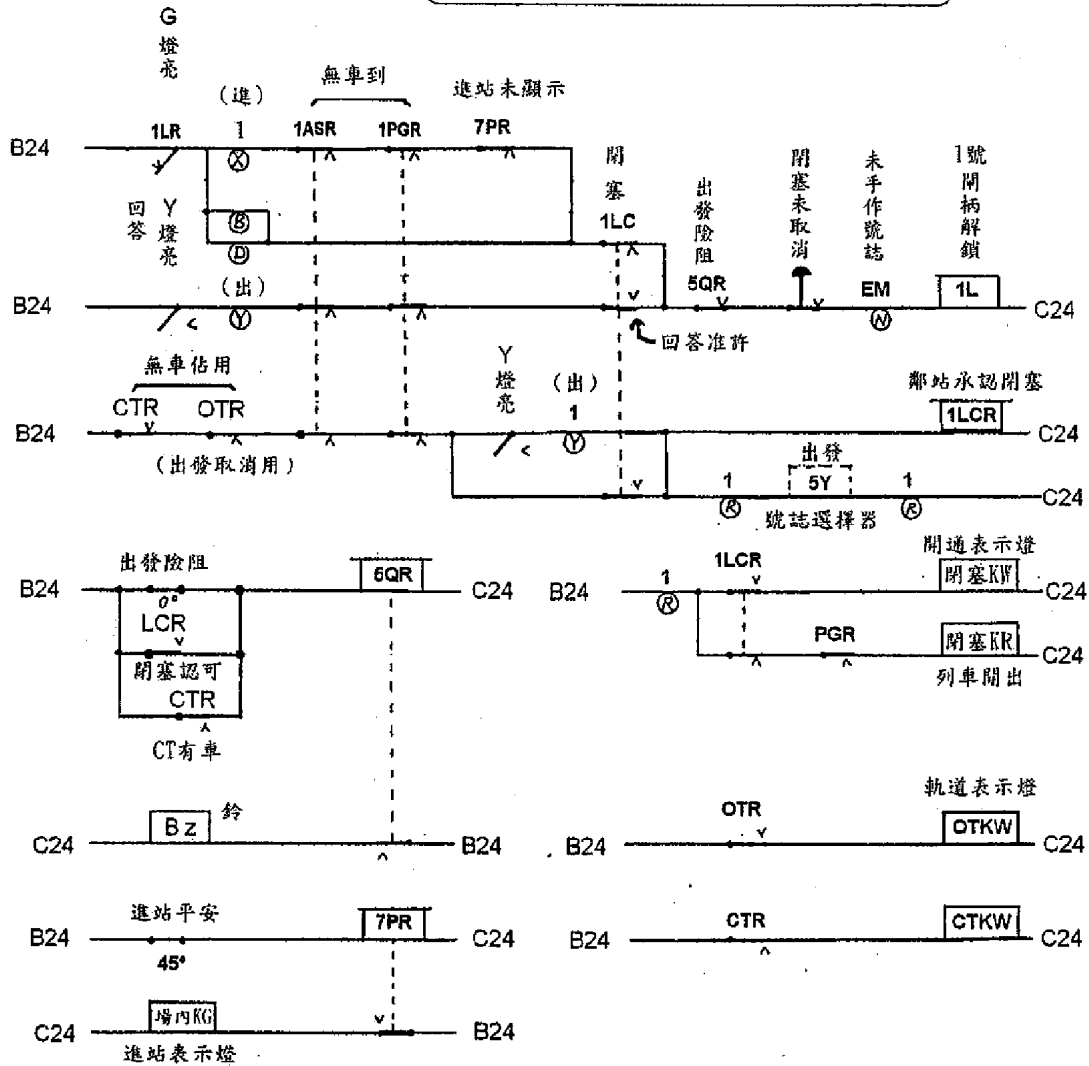 G
燈
亮
(進)
無車到
進站未顯示
1LR
1
1ASR
1PGR
7PR
B24
X
閉
塞
1LC
出
發
險
阻
5QR
閉
塞
未
取
消
未
手
作
號
誌
EM
1號
閘
柄
解
鎖
1L
回
答
Y
燈
亮
B
D
(出)
B24
Y
N
C24
回答准許
無車佔用
CTR
OTR
Y
燈
亮
(出)
1
鄰站承認閉塞
1LCR
B24
Y
C24
(出發取消用)
出發
1
5Y
1
C24
R
號誌選擇器
R
出發險阻
5QR
B24
C24
0°
LCR
閉塞認可
CTR
CT有車
1LCR
開通表示燈
1
閉塞KW
B24
C24
R
PGR
閉塞KR
C24
列車開出
鈴
Bz
C24
B24
軌道表示燈
OTR
OTKW
B24
C24
進站平安
7PR
B24
C24
45°
CTR
CTKW
B24
C24
場內KG
C24
B24
進站表示燈